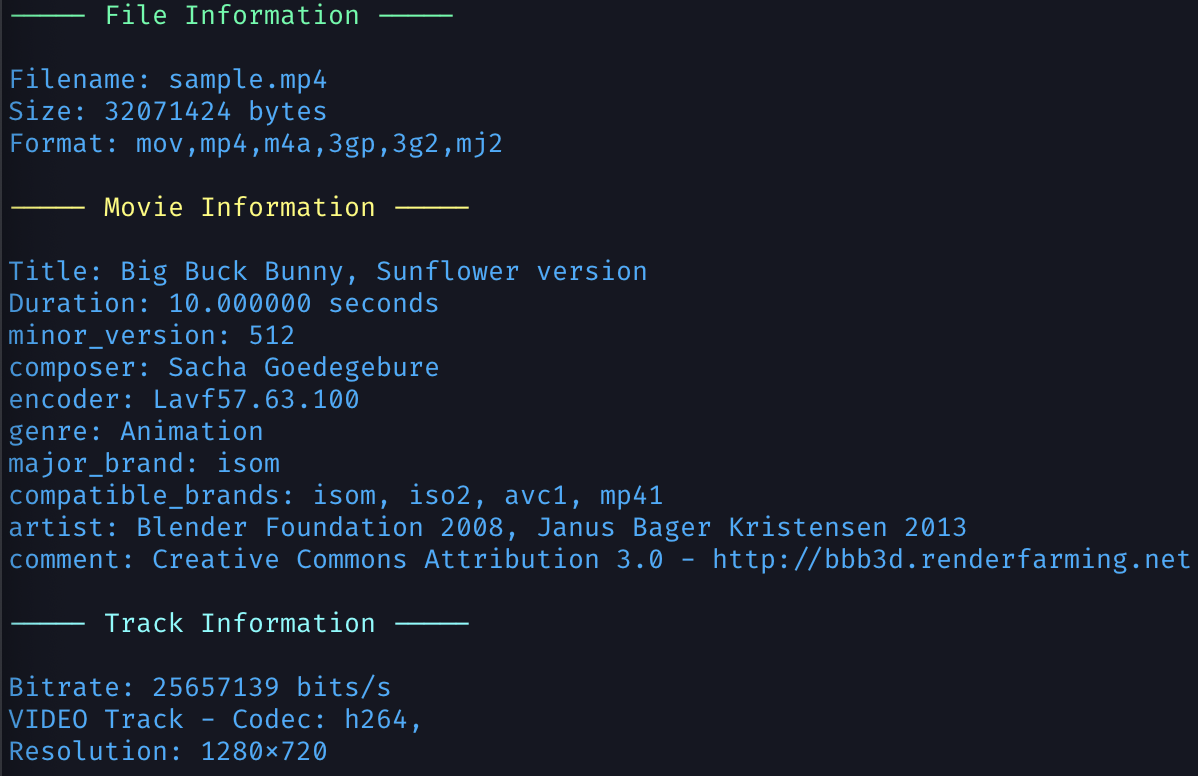 ───── File Information ─────
Filename: sample.mp4
Size: 32071424 bytes
Format: mov,mp4,m4a,3gp,3g2,mj2
───── Movie Information ─────
Title: Big Buck Bunny, Sunflower version
Duration: 10.000000 seconds
minor_version: 512
composer: Sacha Goedegebure
encoder: Lavf57.63.100
genre: Animation
major_brand: isom
compatible_brands: isom, iso2, avc1, mp41
artist: Blender Foundation 2008, Janus Bager Kristensen 2013
comment: Creative Commons Attribution 3.0 - http://bbb3d.renderfarming.net
───── Track Information ─────
Bitrate: 25657139 bits/s
VIDEO Track - Codec: h264,
Resolution: 1280×720